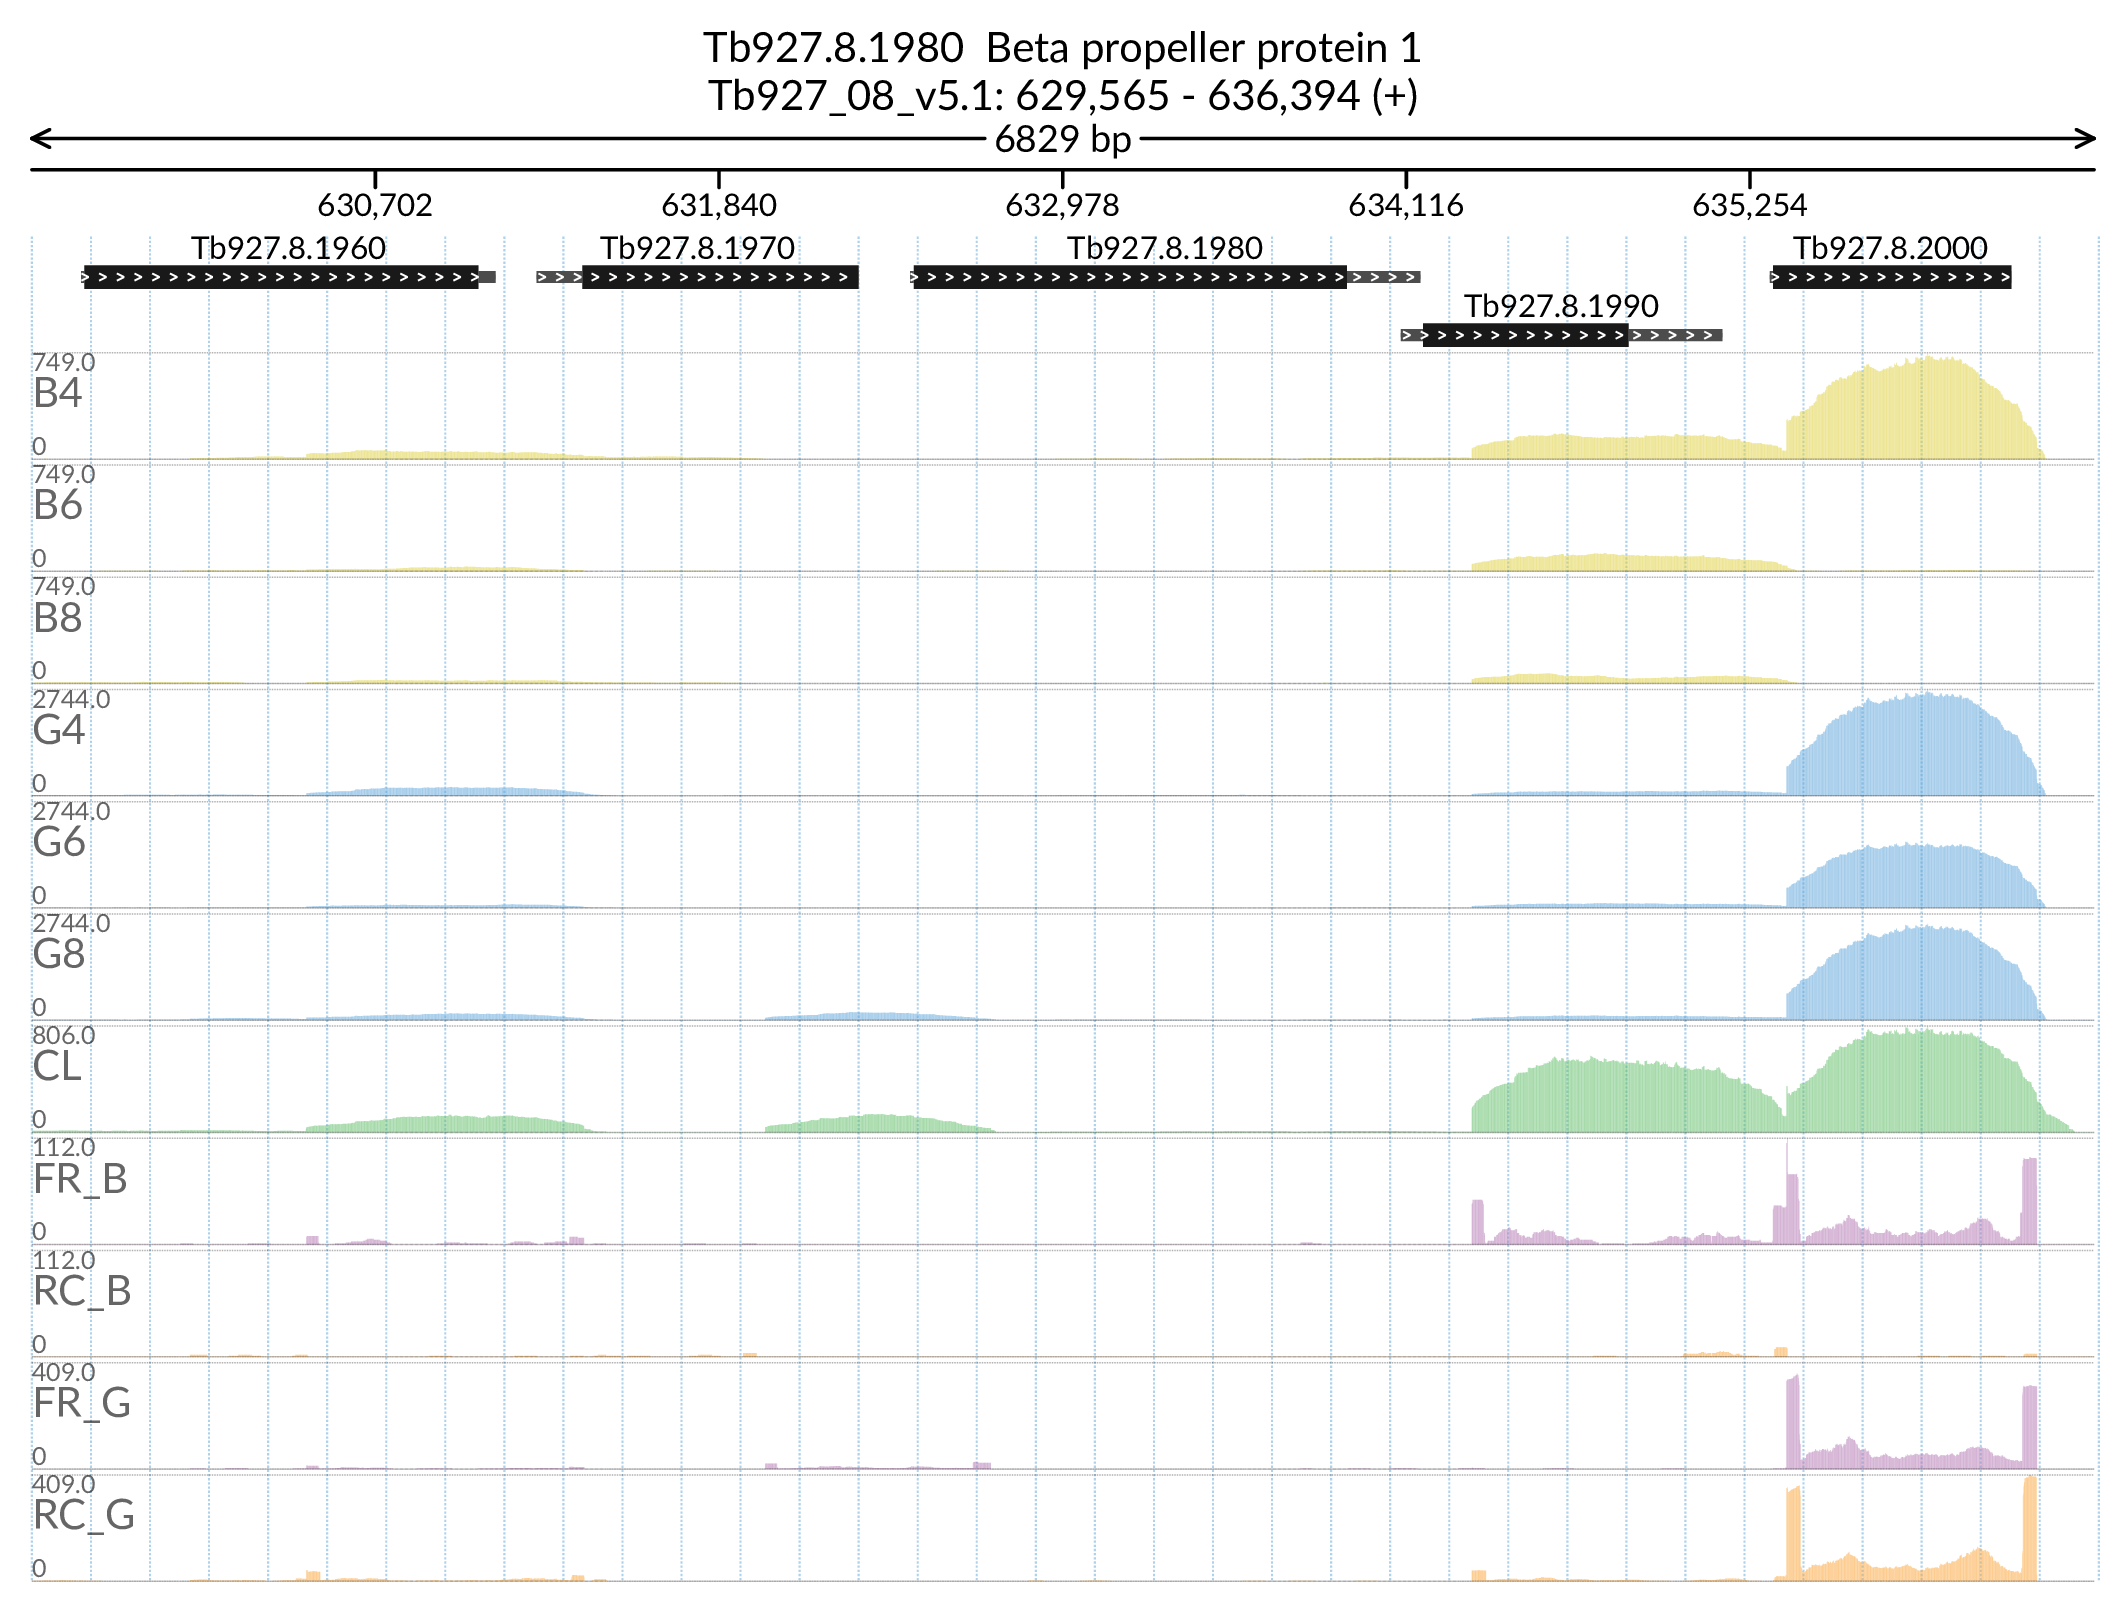 Tb927.8.1980  Beta propeller protein 1
Tb927_08_v5.1: 629,565 - 636,394 (+)
6829 bp
630,702 631,840 632,978 634,116 635,254
Tb927.8.1960 Tb927.8.1970 Tb927.8.1980 Tb927.8.2000
Tb927.8.1990
749.0
B4
0
749.0
B6
0
749.0
B8
0
2744.0
G4
0
2744.0
G6
0
2744.0
G8
0
806.0
CL
0
112.0
FR_B
0
112.0
RC_B
0
409.0
FR_G
0
409.0
RC_G
0